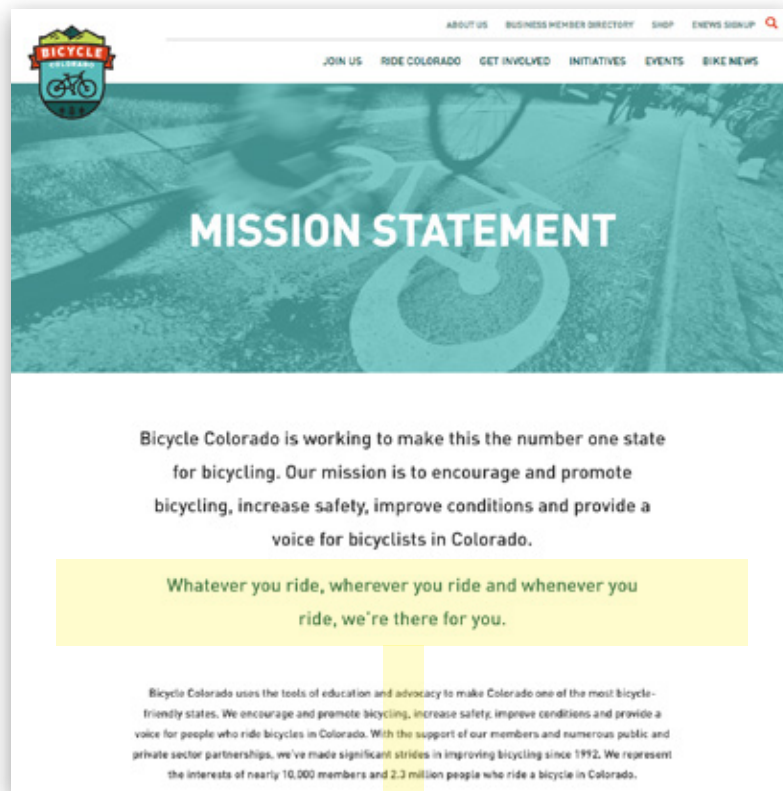 ABOUT US BUSINESS MEMBER DIRECTORY SHOP ENEWS SIGNUP
BICYCLE
COLORADO
JOIN US RIDE COLORADO GET INVOLVED INITIATIVES EVENTS BIKE NEWS
MISSION STATEMENT
Bicycle Colorado is working to make this the number one state
for bicycling. Our mission is to encourage and promote
bicycling, increase safety, improve conditions and provide a
voice for bicyclists in Colorado.
Whatever you ride, wherever you ride and whenever you
ride, we're there for you.
Bicycle Colorado uses the tools of education and advocacy to make Colorado one of the most bicycle-
friendly states. We encourage and promote bicycling, increase safety, improve conditions and provide a
voice for people who ride bicycles in Colorado. With the support of our members and numerous public and
private sector partnerships, we've made significant strides in improving bicycling since 1992. We represent
the interests of nearly 10,000 members and 2.3 million people who ride a bicycle in Colorado.